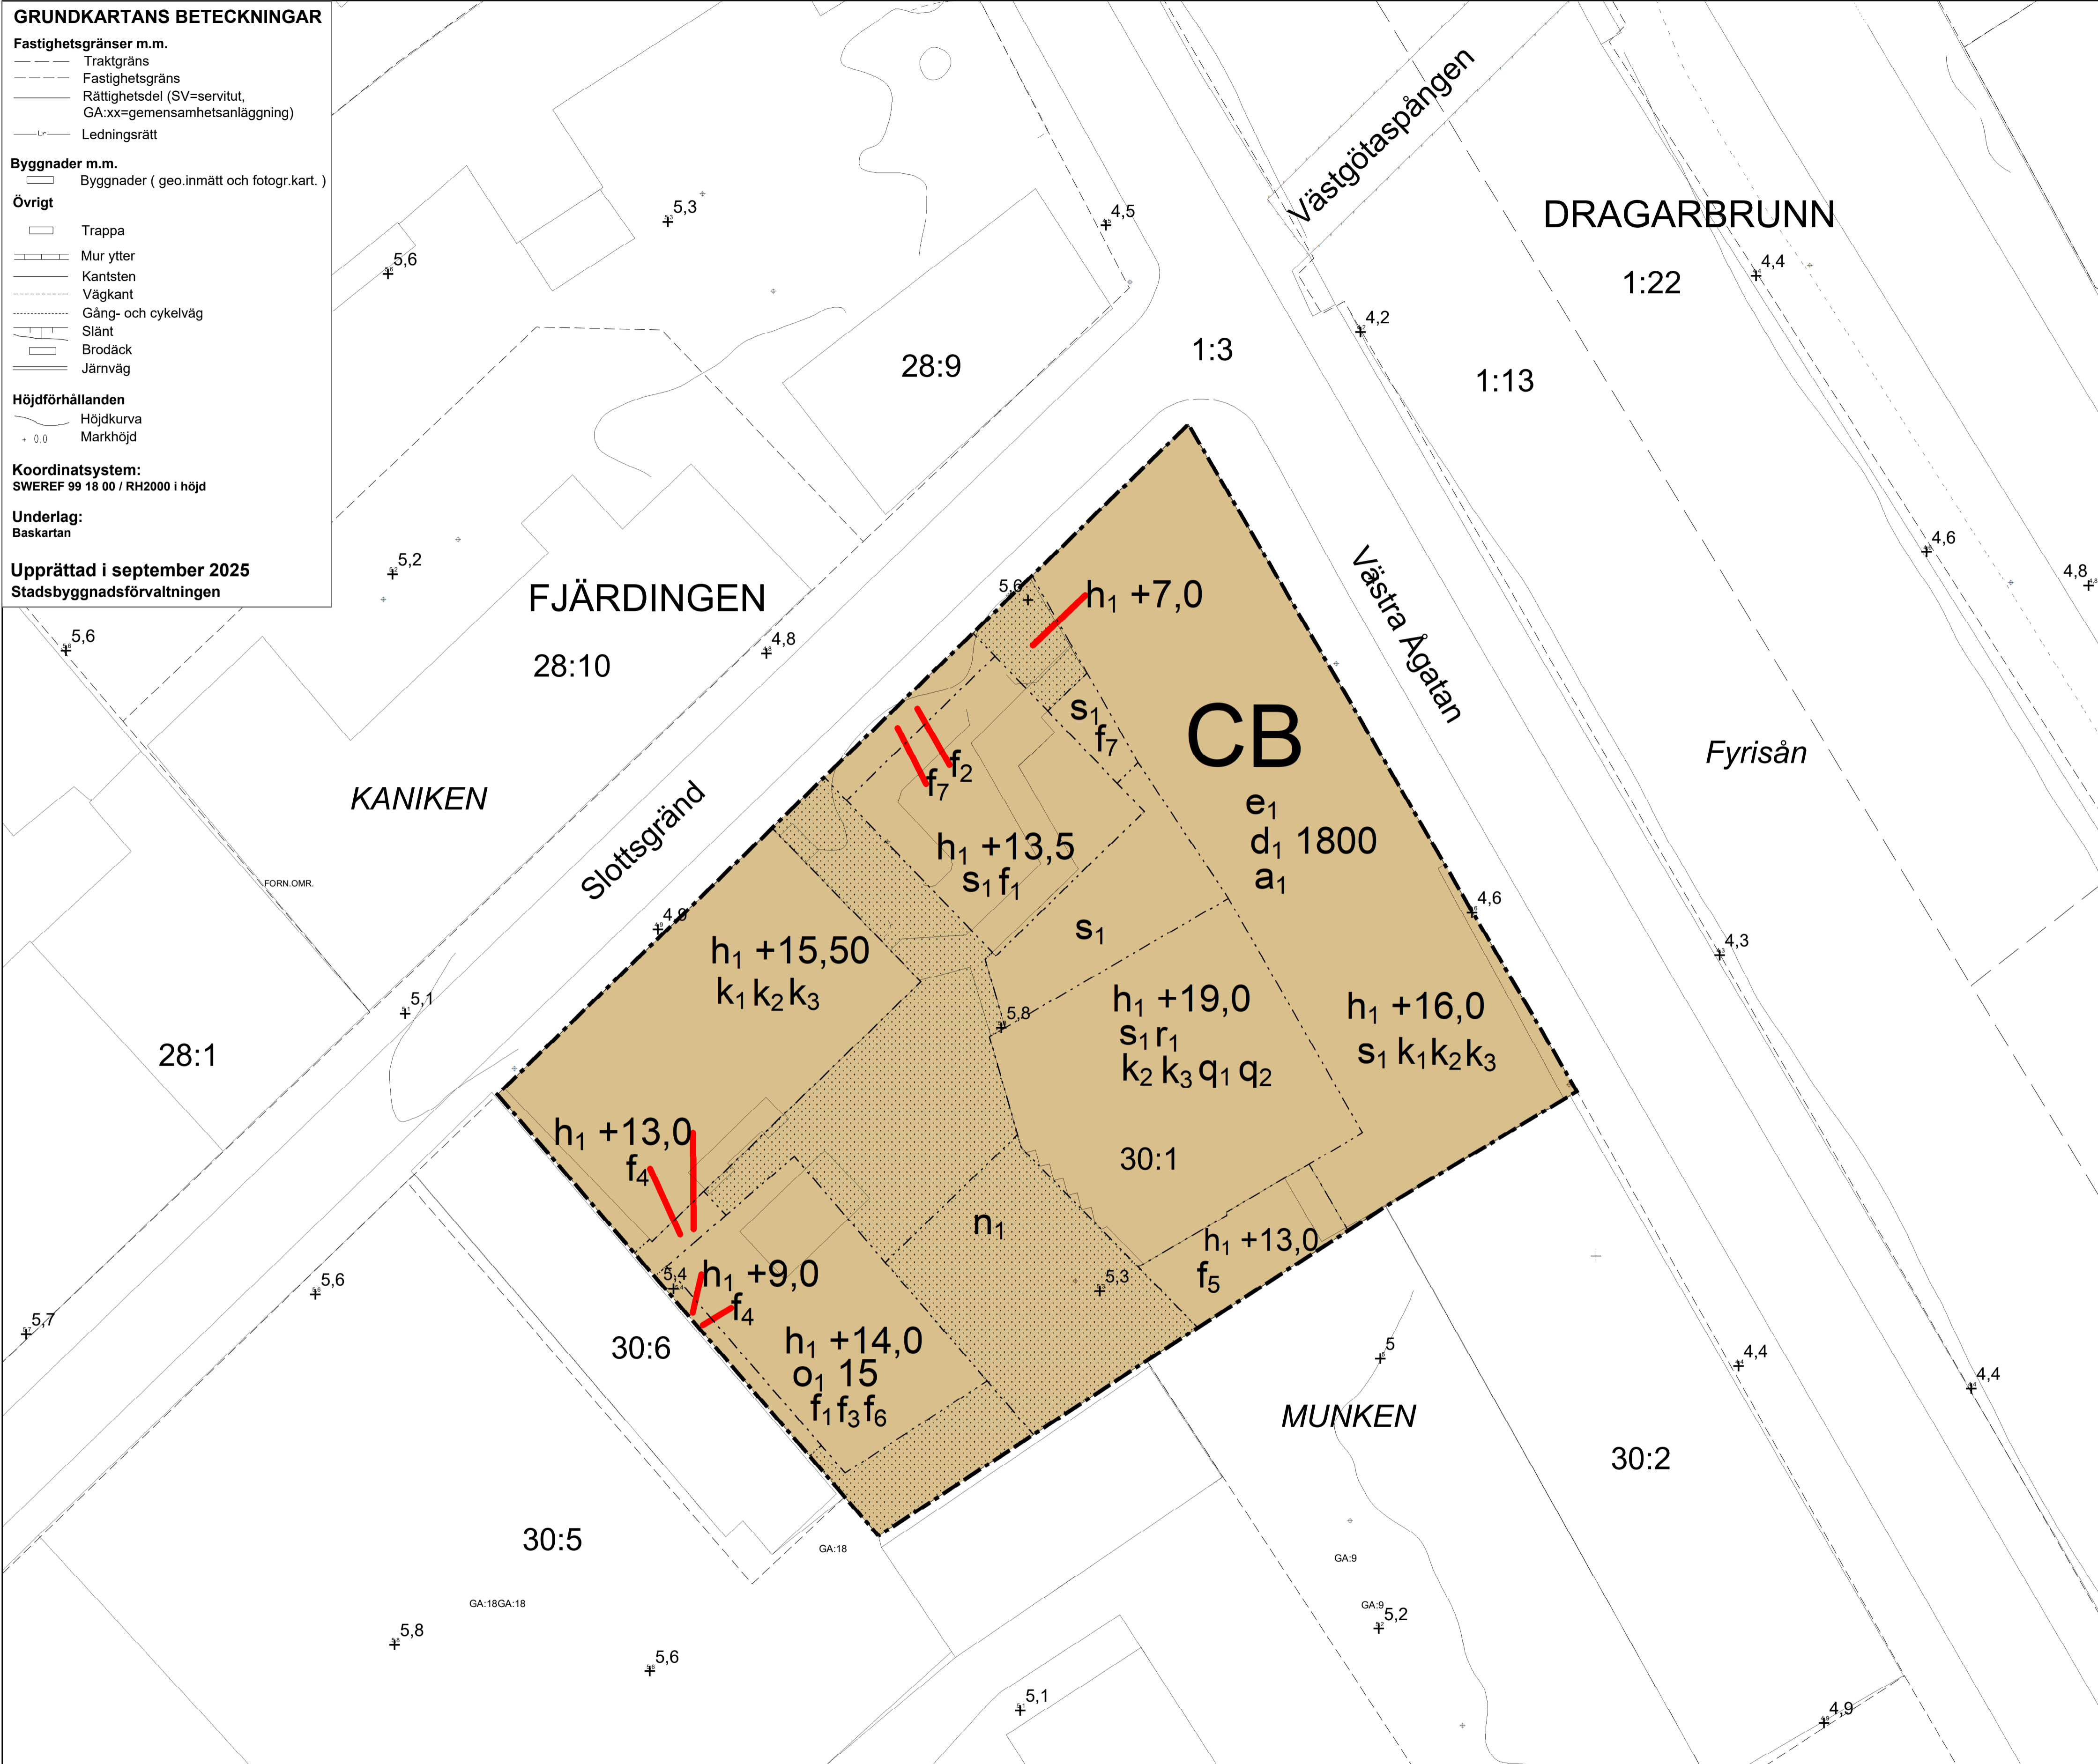 GRUNDKARTANS BETECKNINGAR
Fastighetsgränser m.m.
Traktgräns
Fastighetsgräns
Rättighetsdel (SV=servitut,
GA:xx=gemensamhetsanläggning)
Lr
Ledningsrätt
Byggnader m.m.
Byggnader ( geo.inmätt och fotogr.kart. )
Övrigt
Trappa
Mur ytter
Kantsten
Vägkant
Gång- och cykelväg
Slänt
Brodäck
Järnväg
Höjdförhållanden
Höjdkurva
+ 0.0 Markhöjd
Koordinatsystem:
SWEREF 99 18 00 / RH2000 i höjd
Underlag:
Baskartan
Upprättad i september 2025
Stadsbyggnadsförvaltningen
Västgötaspången
DRAGARBRUNN
1:22
5,3
4,5
5,6
4,4
4,2
1:3
28:9
1:13
5,2
4,6
4,8
FJÄRDINGEN
28:10
5,6
4,8
5,6
h₁ +7,0
Västra Ågatan
s₁
f₇
CB
Fyrisån
f₂
f₇
KANIKEN
Slottsgränd
e₁
d₁ 1800
a₁
h₁ +13,5
s₁ f₁
FORN.OMR.
4,9
4,6
s₁
4,3
h₁ +15,50
k₁ k₂ k₃
5,1
5,8
h₁ +19,0
s₁ r₁
k₂ k₃ q₁ q₂
h₁ +16,0
s₁ k₁ k₂ k₃
28:1
h₁ +13,0
f₄
30:1
n₁
h₁ +13,0
f₅
5,4
h₁ +9,0
f₄
5,3
5,6
5,7
30:6
h₁ +14,0
o₁ 15
f₁ f₃ f₆
5
4,4
4,4
MUNKEN
30:2
30:5
GA:18
GA:9
GA:18GA:18
GA:9
5,2
5,8
5,6
5,1
4,9